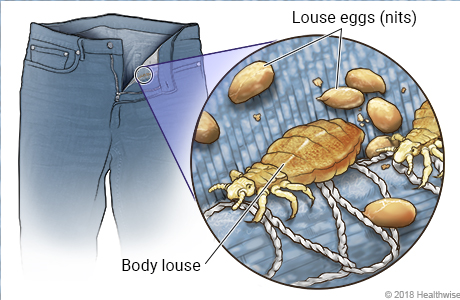 Louse eggs (nits)
Body louse
© 2018 Healthwise